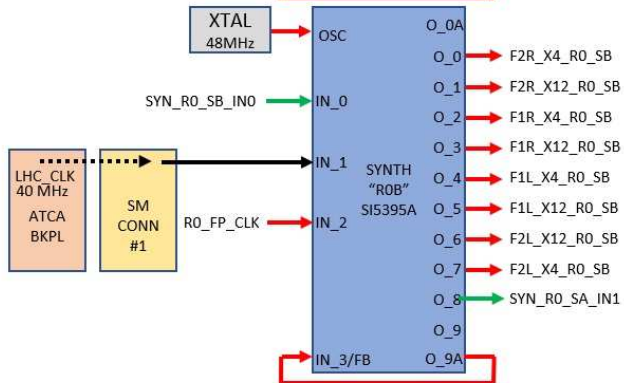 XTAL
48MHz
OSC
SYN_R0_SB_IN0
IN_0
LHC_CLK
40 MHz
ATCA
BKPL
SM
CONN
#1
IN_1
R0_FP_CLK
IN_2
IN_3/FB
SYNTH
"R0B"
SI5395A
O_0A
O_0
F2R_X4_R0_SB
O_1
F2R_X12_R0_SB
O_2
F1R_X4_R0_SB
O_3
F1R_X12_R0_SB
O_4
F1L_X4_R0_SB
O_5
F1L_X12_R0_SB
O_6
F2L_X12_R0_SB
O_7
F2L_X4_R0_SB
O_8
SYN_R0_SA_IN1
O_9
O_9A